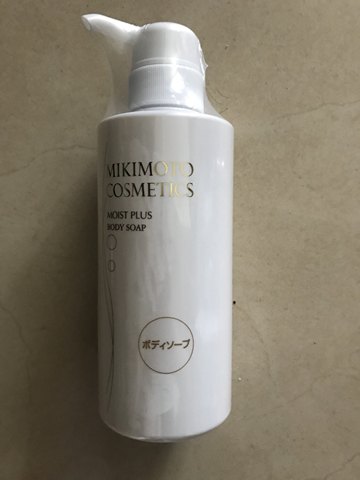 MIKIMOTO
COSMETICS
MOIST PLUS
BODY SOAP
ボディソープ